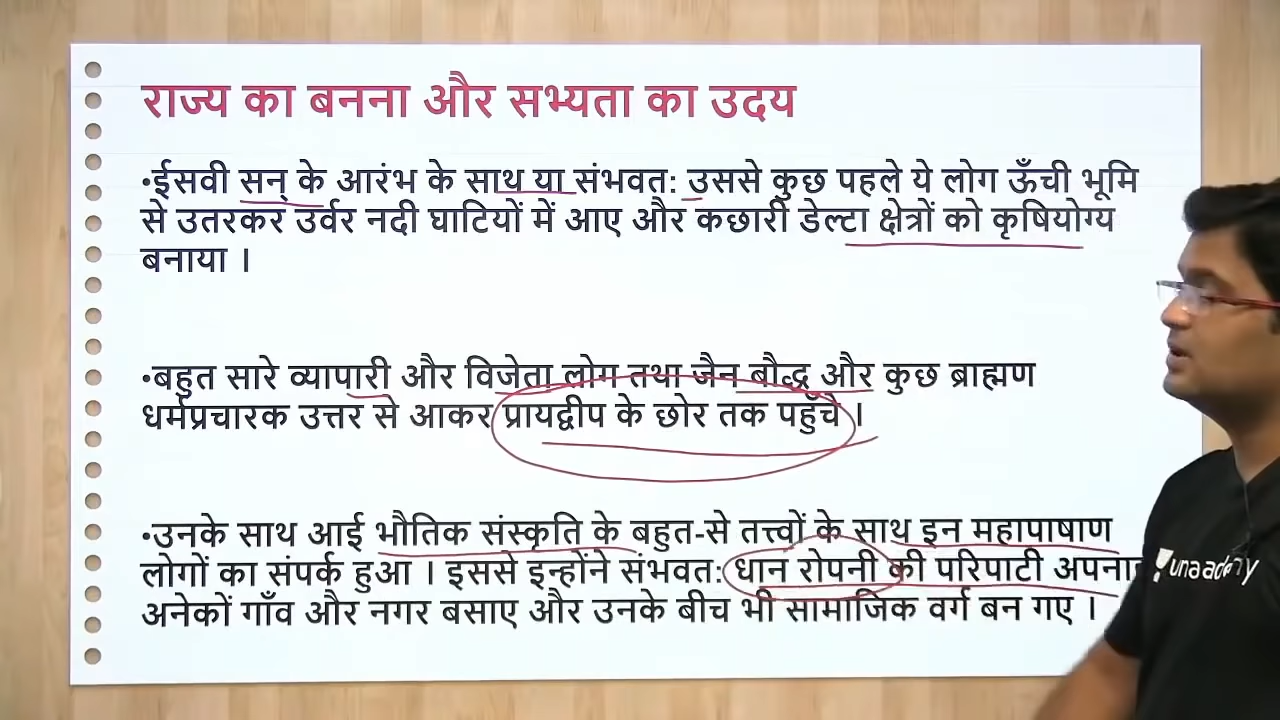 राज्य का बनना और सभ्यता का उदय
•ईसवी सन् के आरंभ के साथ या संभवत: उससे कुछ पहले ये लोग ऊँची भूमि
से उतरकर उर्वर नदी घाटियों में आए और कछारी डेल्टा क्षेत्रों को कृषियोग्य
बनाया ।
•बहुत सारे व्यापारी और विजेता लोग तथा जैन बौद्ध और कुछ ब्राह्मण
धर्मप्रचारक उत्तर से आकर प्रायद्वीप के छोर तक पहुँचे ।
•उनके साथ आई भौतिक संस्कृति के बहुत-से तत्त्वों के साथ इन महापाषाण
लोगों का संपर्क हुआ । इससे इन्होंने संभवत: धान रोपनी की परिपाटी
अनेकों गाँव और नगर बसाए और उनके बीच भी सामाजिक वर्ग बन गए ।
unacademy